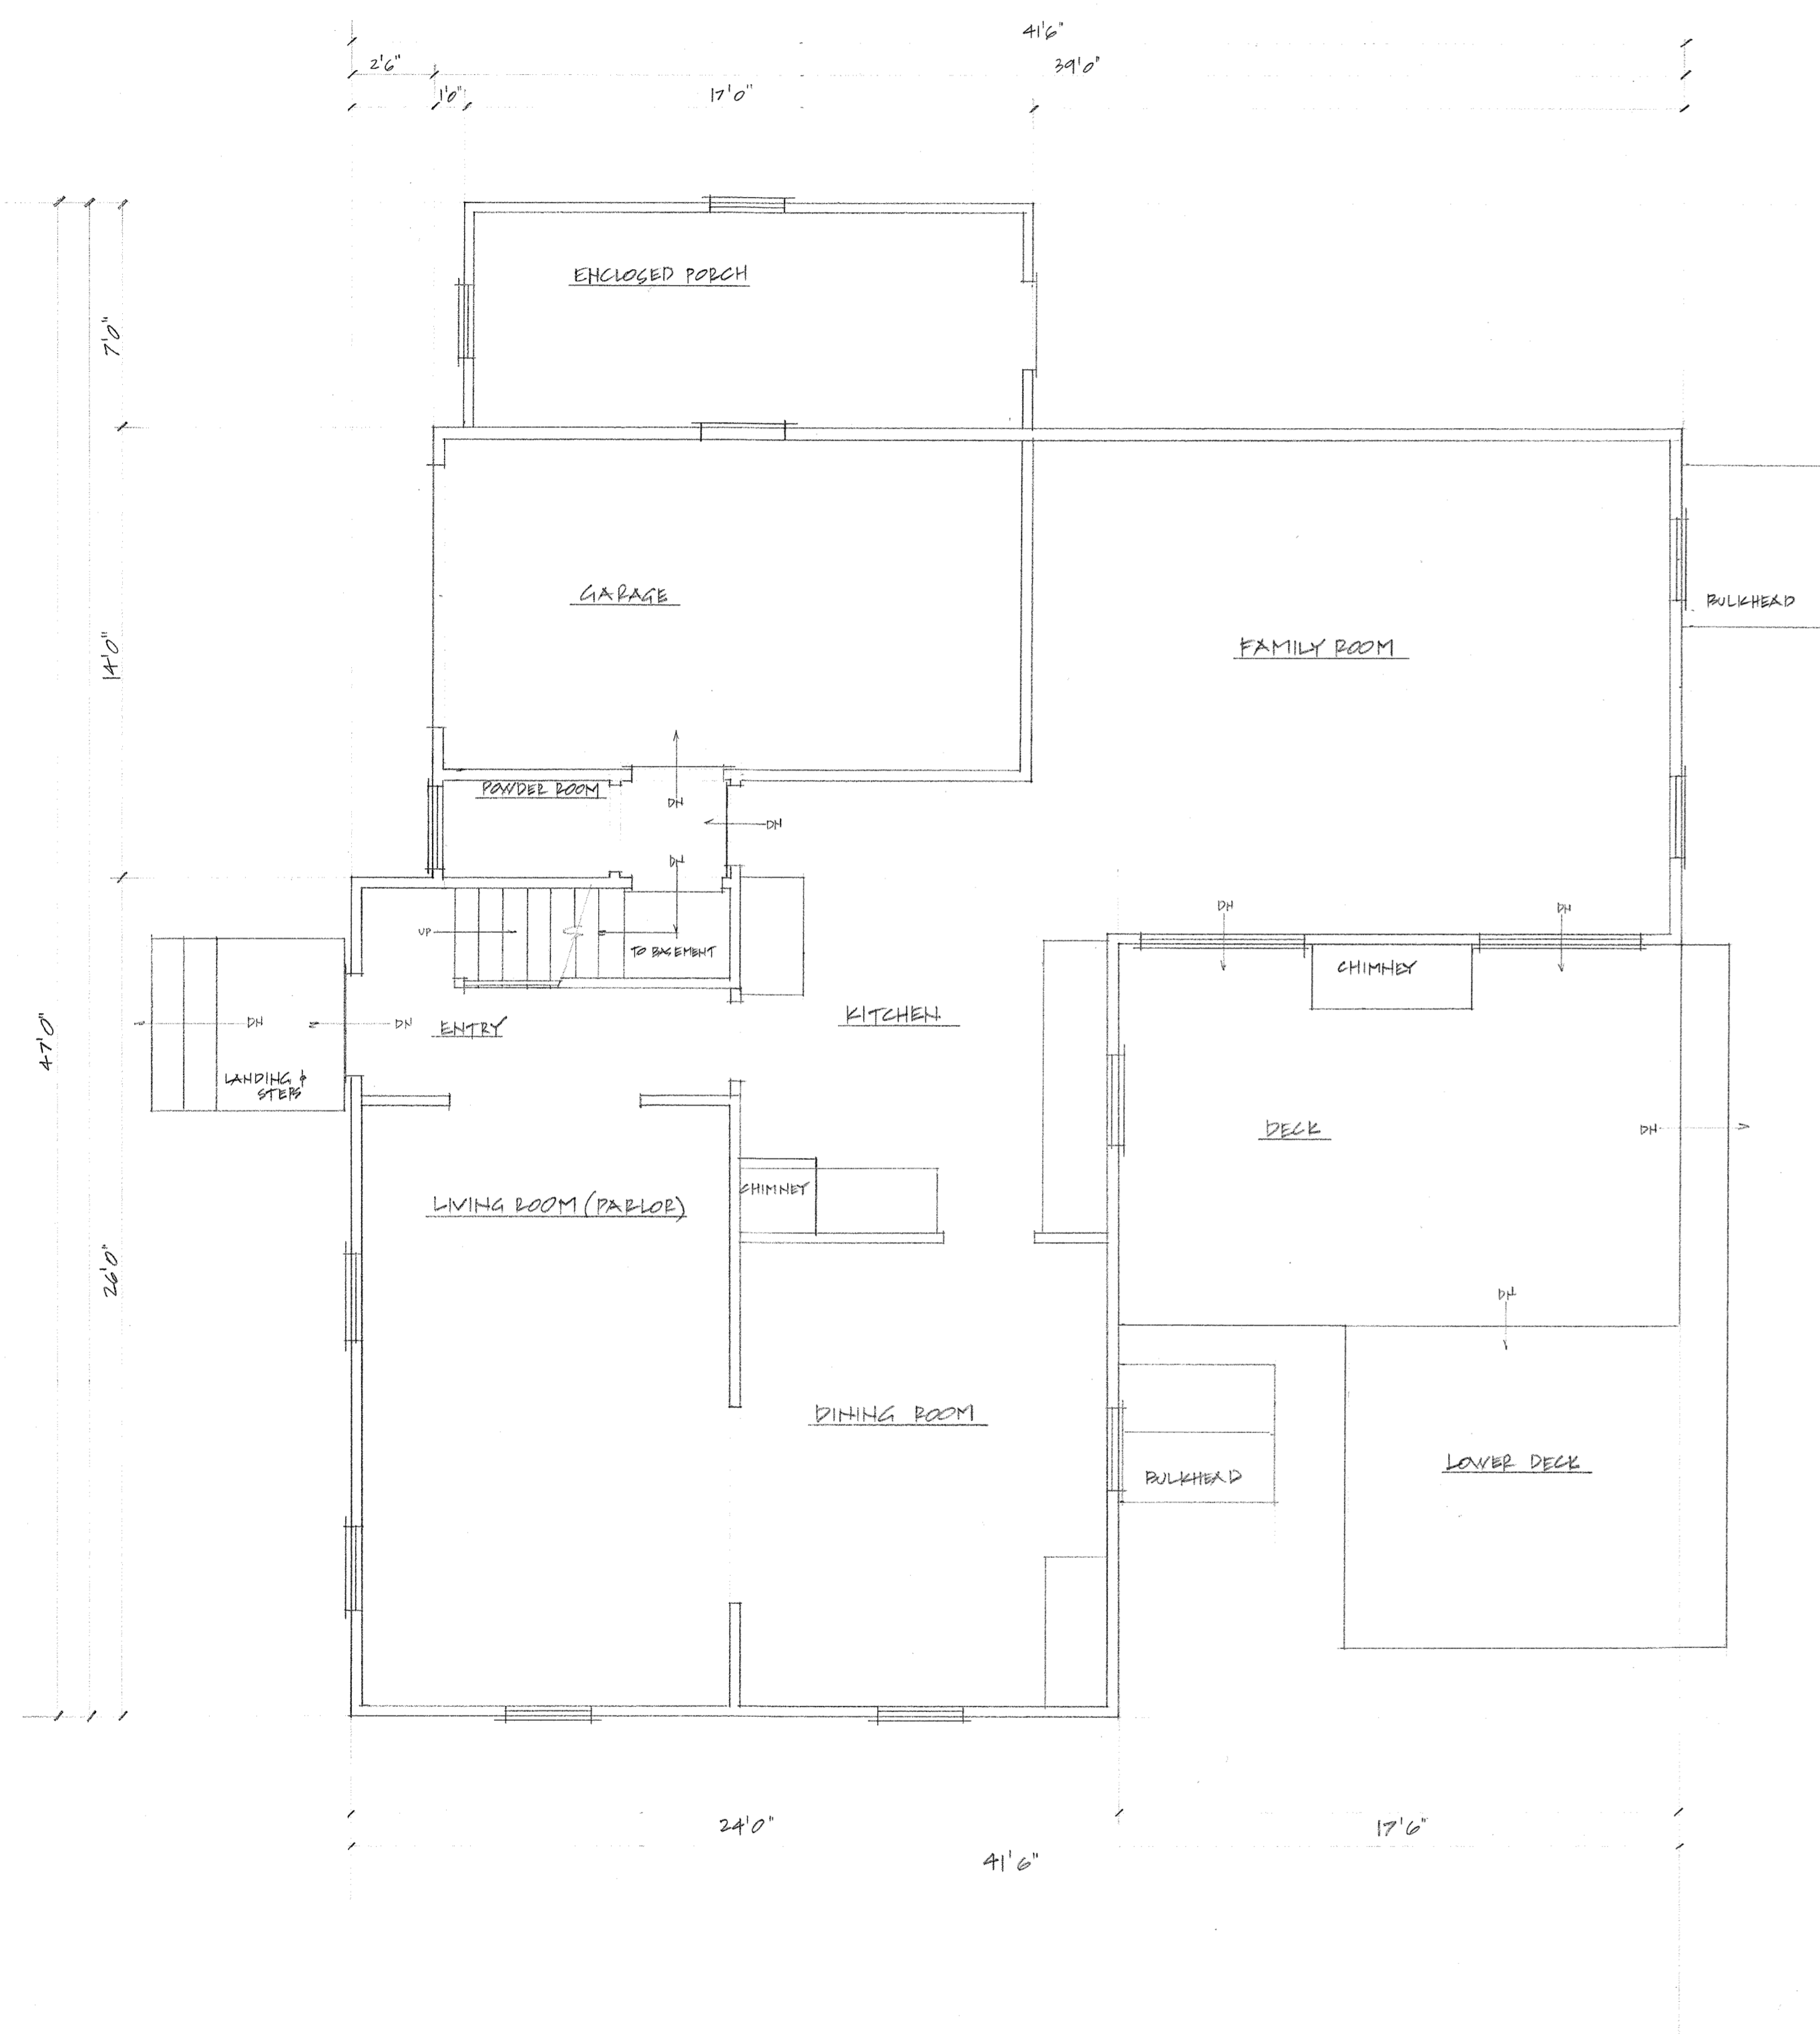 41'6"
2'6"
39'0"
1'0"
17'0"
ENCLOSED PORCH
7'0"
GARAGE
BULKHEAD
FAMILY ROOM
14'0"
POWDER ROOM
DN
DN
DN
DN
DN
UP
TO BASEMENT
CHIMNEY
KITCHEN
DN
DN
ENTRY
47'0"
LANDING &
STEPS
DECK
DN
CHIMNEY
LIVING ROOM (PARLOR)
26'0"
DN
DINING ROOM
LOWER DECK
BULKHEAD
24'0"
17'6"
41'6"